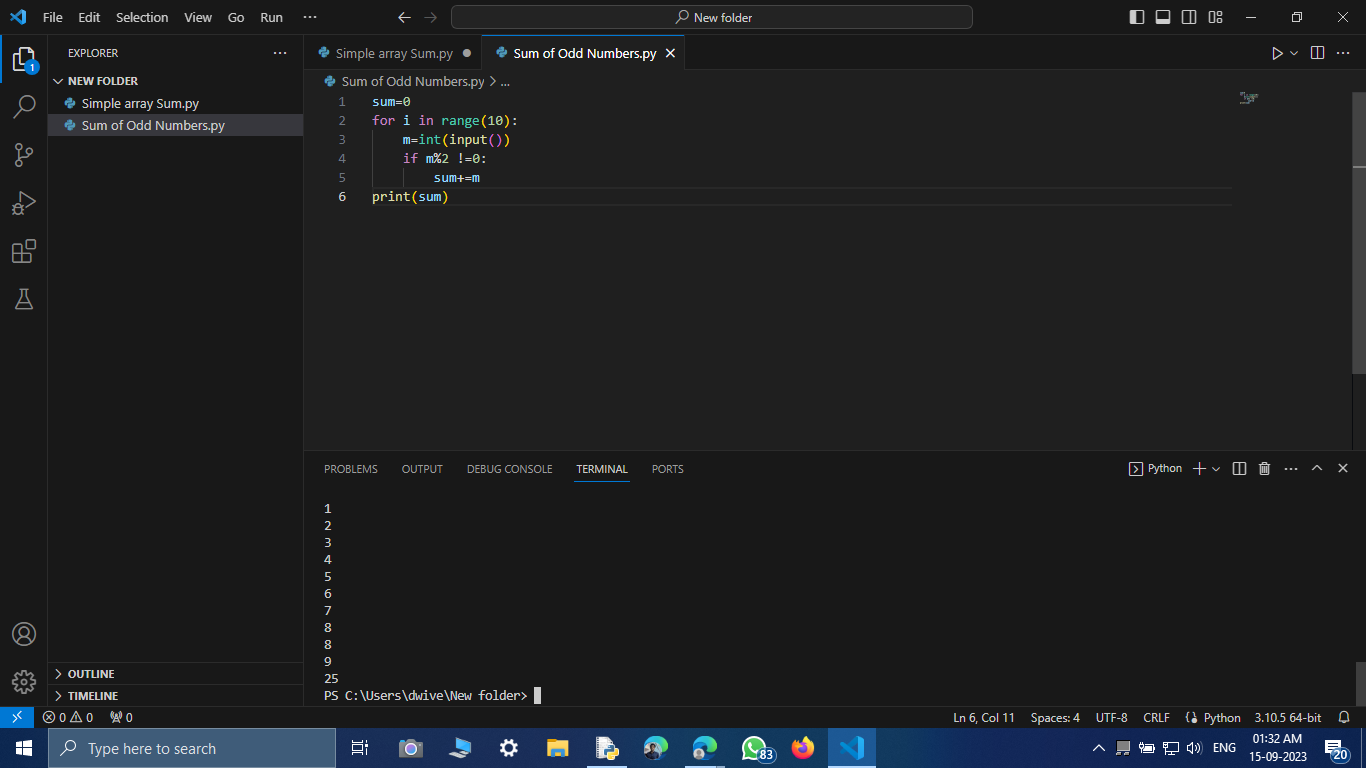 File Edit Selection View Go Run ··· New folder
EXPLORER ···
NEW FOLDER
Simple array Sum.py
Sum of Odd Numbers.py
OUTLINE
TIMELINE
1
Simple array Sum.py
Sum of Odd Numbers.py
Sum of Odd Numbers.py > ...
1 sum=0
2 for i in range(10):
3 m=int(input())
4 if m%2 !=0:
5 sum+=m
6 print(sum)
PROBLEMS OUTPUT DEBUG CONSOLE TERMINAL PORTS
Python
1
2
3
4
5
6
7
8
8
9
25
PS C:\Users\dwive\New folder>
0 0 0 Ln 6, Col 11 Spaces: 4 UTF-8 CRLF Python 3.10.5 64-bit
Type here to search
83
ENG
01:32 AM
15-09-2023
20